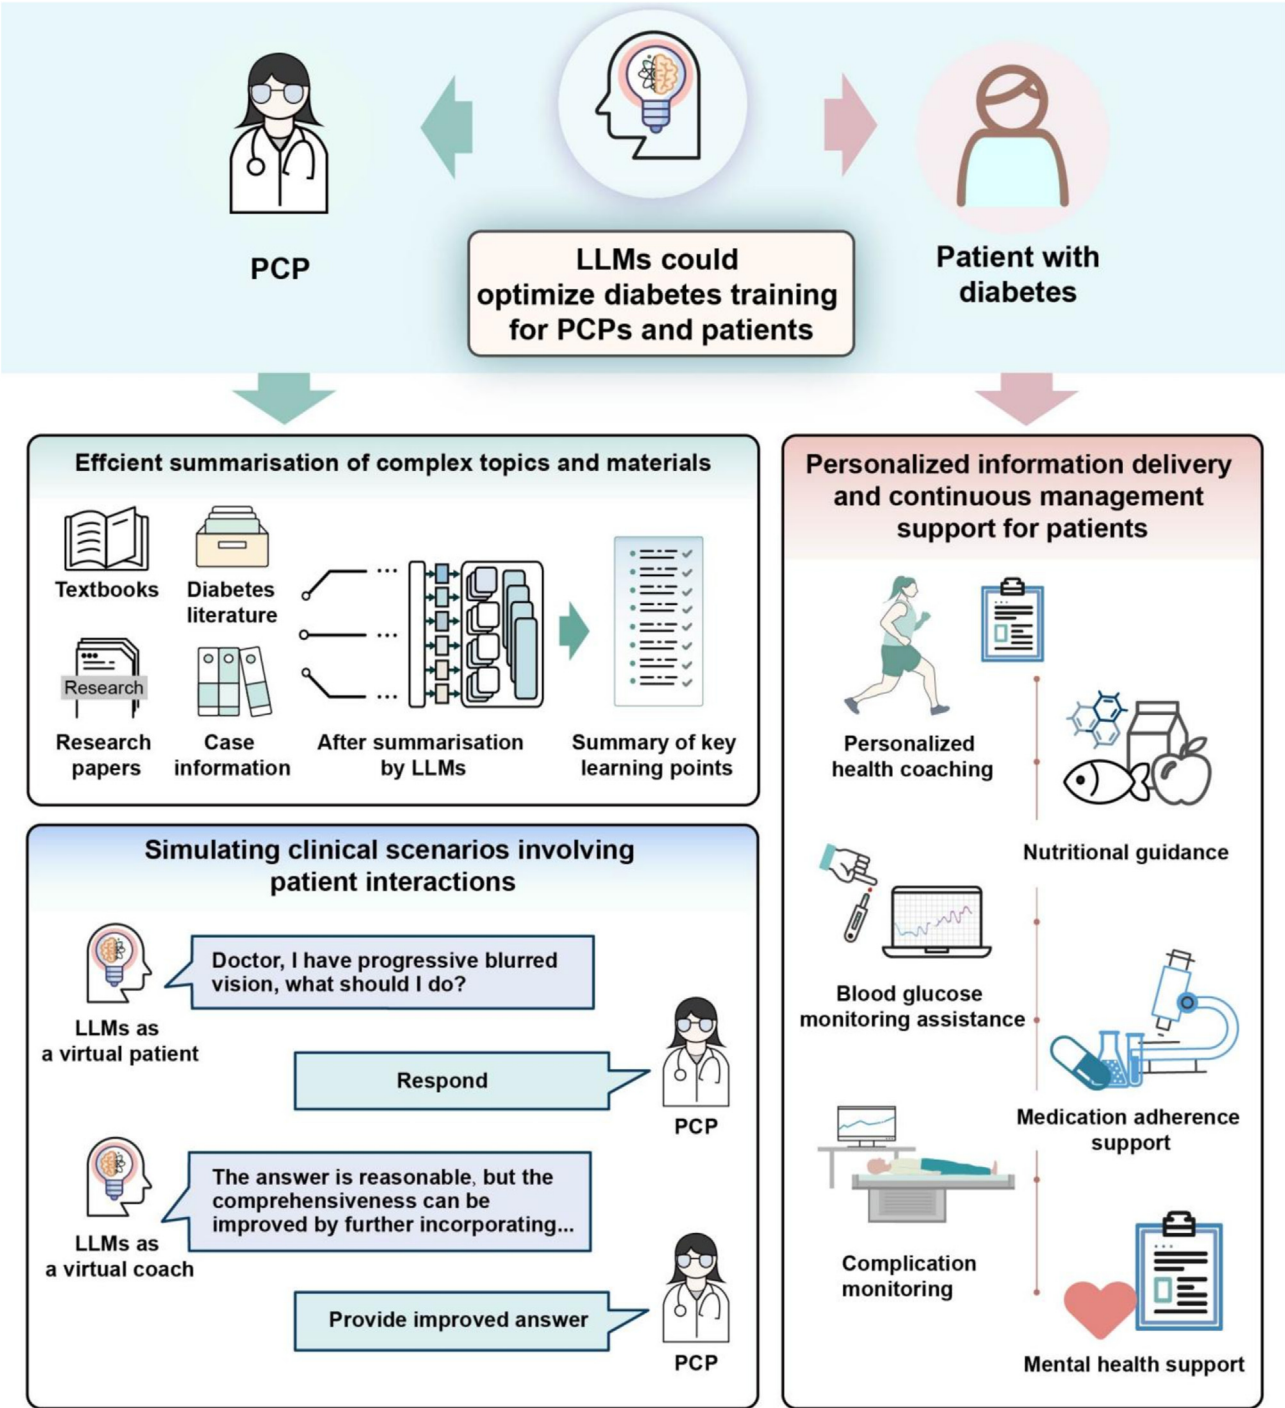 PCP
LLMs could
optimize diabetes training
for PCPs and patients
Patient with
diabetes
Effcient summarisation of complex topics and materials
Textbooks
Diabetes
literature
Research
Research
papers
Case
information
After summarisation
by LLMs
Summary of key
learning points
Simulating clinical scenarios involving
patient interactions
LLMs as
a virtual patient
Doctor, I have progressive blurred
vision, what should I do?
Respond
PCP
LLMs as
a virtual coach
The answer is reasonable, but the
comprehensiveness can be
improved by further incorporating...
Provide improved answer
PCP
Personalized information delivery
and continuous management
support for patients
Personalized
health coaching
Nutritional guidance
Blood glucose
monitoring assistance
Medication adherence
support
Complication
monitoring
Mental health support